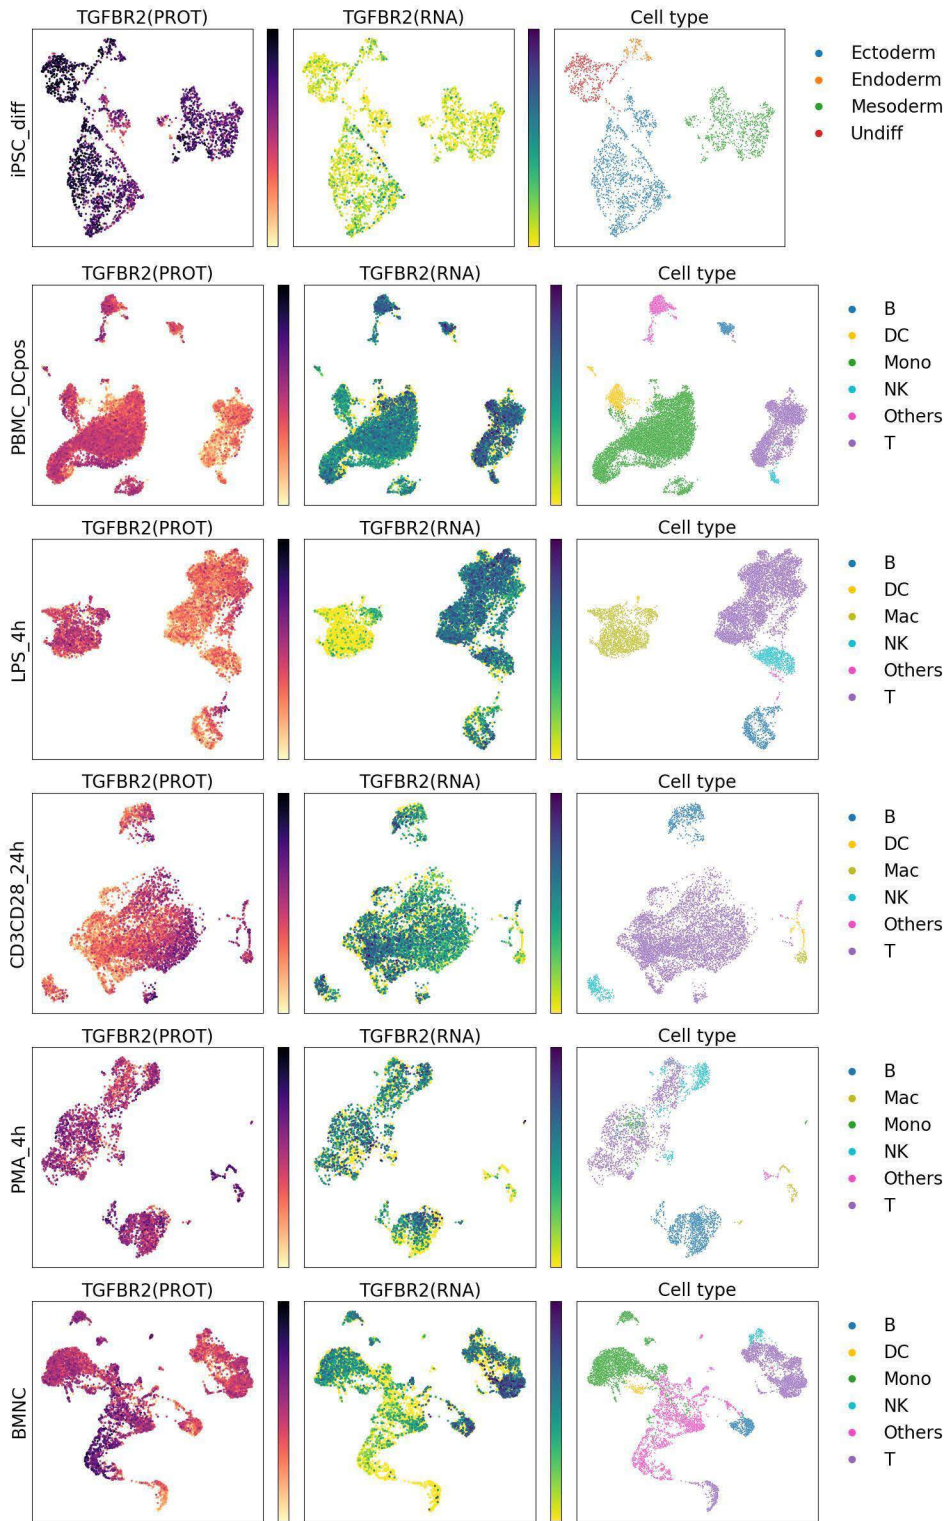 TGFBR2(PROT) TGFBR2(RNA) Cell type
iPSC_diff
Ectoderm
Endoderm
Mesoderm
Undiff
TGFBR2(PROT) TGFBR2(RNA) Cell type
PBMC_DCpos
B
DC
Mono
NK
Others
T
TGFBR2(PROT) TGFBR2(RNA) Cell type
LPS_4h
B
DC
Mac
NK
Others
T
TGFBR2(PROT) TGFBR2(RNA) Cell type
CD3CD28_24h
B
DC
Mac
NK
Others
T
TGFBR2(PROT) TGFBR2(RNA) Cell type
PMA_4h
B
Mac
Mono
NK
Others
T
TGFBR2(PROT) TGFBR2(RNA) Cell type
BMNC
B
DC
Mono
NK
Others
T